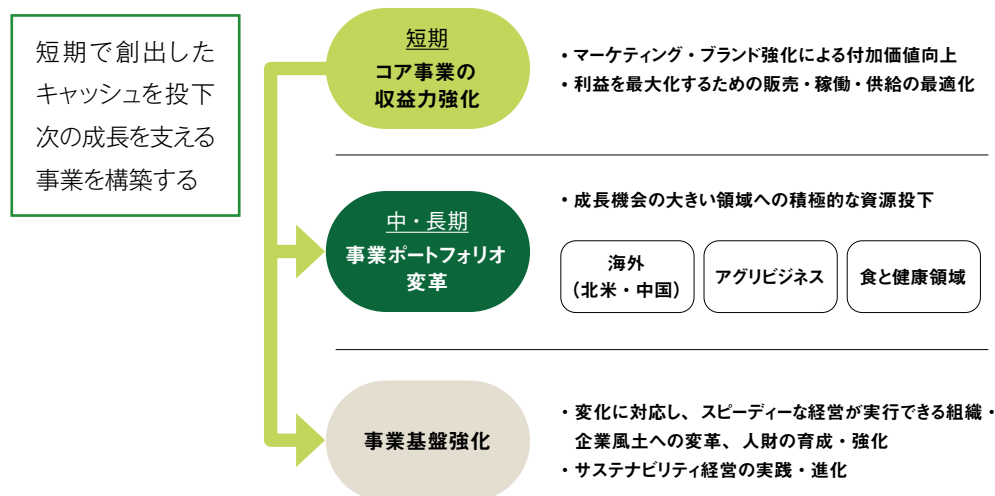 短期で創出した
キャッシュを投下
次の成長を支える
事業を構築する
短期
コア事業の
収益力強化
・マーケティング・ブランド強化による付加価値向上
・利益を最大化するための販売・稼働・供給の最適化
中・長期
事業ポートフォリオ
変革
・成長機会の大きい領域への積極的な資源投下
海外
（北米・中国）
アグリビジネス
食と健康領域
事業基盤強化
・変化に対応し、スピーディーな経営が実行できる組織・
企業風土への変革、人財の育成・強化
・サステナビリティ経営の実践・進化